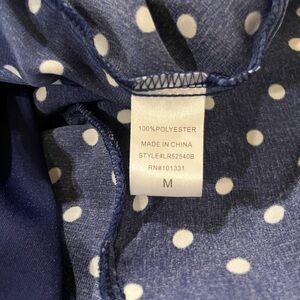 100%POLYESTER
MADE IN CHINA
STYLE#LR52540B
RN#101331
M